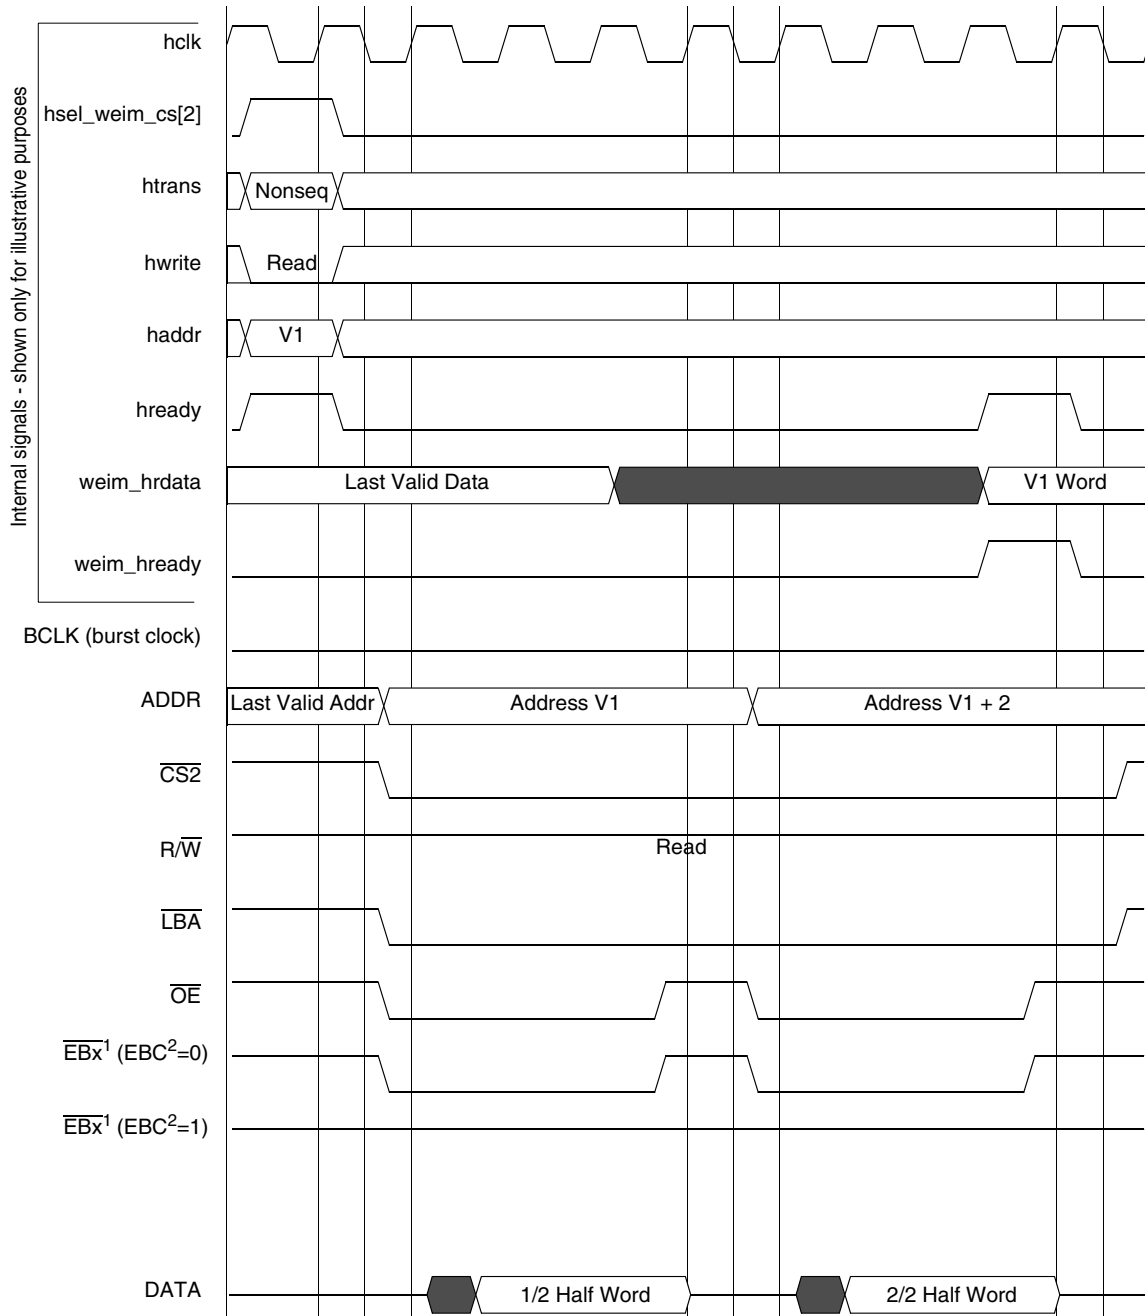 Internal signals - shown only for illustrative purposes
hclk
hsel_weim_cs[2]
htrans
Nonseq
hwrite
Read
haddr
V1
hready
weim_hrdata
Last Valid Data
V1 Word
weim_hready
BCLK (burst clock)
ADDR
Last Valid Addr
Address V1
Address V1 + 2
CS2
R/W
Read
LBA
OE
EBx¹ (EBC²=0)
EBx¹ (EBC²=1)
DATA
1/2 Half Word
2/2 Half Word